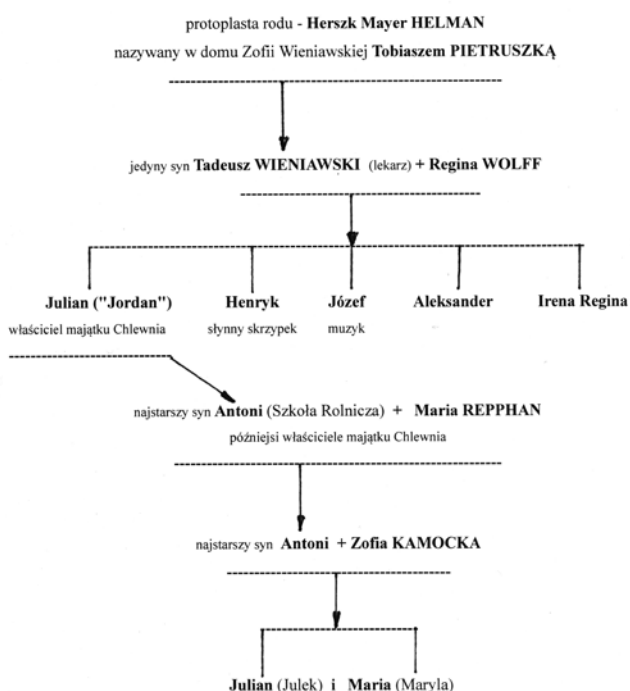 protoplasta rodu - Herszk Mayer HELMAN
nazywany w domu Zofii Wieniawskiej Tobiaszem PIETRUSZKĄ
jedyny syn Tadeusz WIENIAWSKI (lekarz) + Regina WOLFF
Julian ("Jordan") Henryk Józef Aleksander Irena Regina
właściciel majątku Chlewnia słynny skrzypek muzyk
najstarszy syn Antoni (Szkoła Rolnicza) + Maria REPPHAN
późniejsi właściciele majątku Chlewnia
najstarszy syn Antoni + Zofia KAMOCKA
Julian (Julek) i Maria (Maryla)